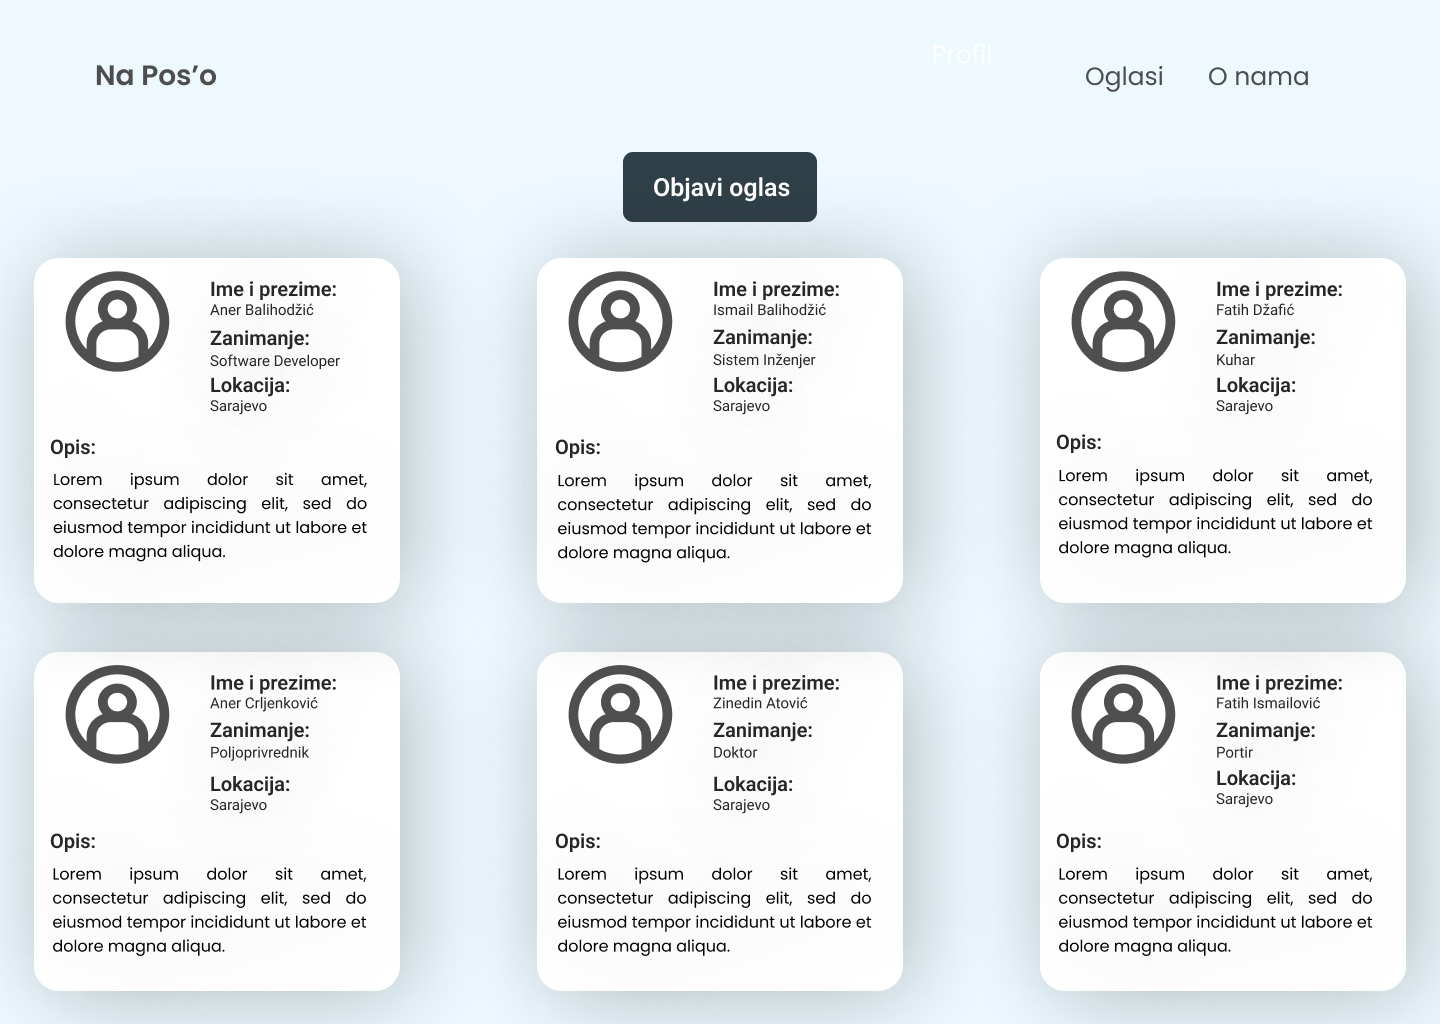 Na Pos’o
Profil
Oglasi
O nama
Objavi oglas
Ime i prezime:
Aner Balihodžić
Zanimanje:
Software Developer
Lokacija:
Sarajevo
Opis:
Lorem ipsum dolor sit amet,
consectetur adipiscing elit, sed do
eiusmod tempor incididunt ut labore et
dolore magna aliqua.
Ime i prezime:
Ismail Balihodžić
Zanimanje:
Sistem Inženjer
Lokacija:
Sarajevo
Opis:
Lorem ipsum dolor sit amet,
consectetur adipiscing elit, sed do
eiusmod tempor incididunt ut labore et
dolore magna aliqua.
Ime i prezime:
Fatih Džafić
Zanimanje:
Kuhar
Lokacija:
Sarajevo
Opis:
Lorem ipsum dolor sit amet,
consectetur adipiscing elit, sed do
eiusmod tempor incididunt ut labore et
dolore magna aliqua.
Ime i prezime:
Aner Crljenković
Zanimanje:
Poljoprivrednik
Lokacija:
Sarajevo
Opis:
Lorem ipsum dolor sit amet,
consectetur adipiscing elit, sed do
eiusmod tempor incididunt ut labore et
dolore magna aliqua.
Ime i prezime:
Zinedin Atović
Zanimanje:
Doktor
Lokacija:
Sarajevo
Opis:
Lorem ipsum dolor sit amet,
consectetur adipiscing elit, sed do
eiusmod tempor incididunt ut labore et
dolore magna aliqua.
Ime i prezime:
Fatih Ismailović
Zanimanje:
Portir
Lokacija:
Sarajevo
Opis:
Lorem ipsum dolor sit amet,
consectetur adipiscing elit, sed do
eiusmod tempor incididunt ut labore et
dolore magna aliqua.